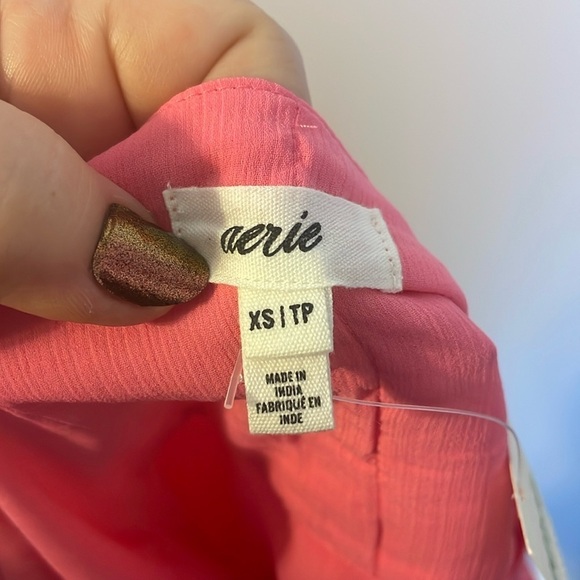 aerie
XS | TP
MADE IN
INDIA
FABRIQUÉ EN
INDE